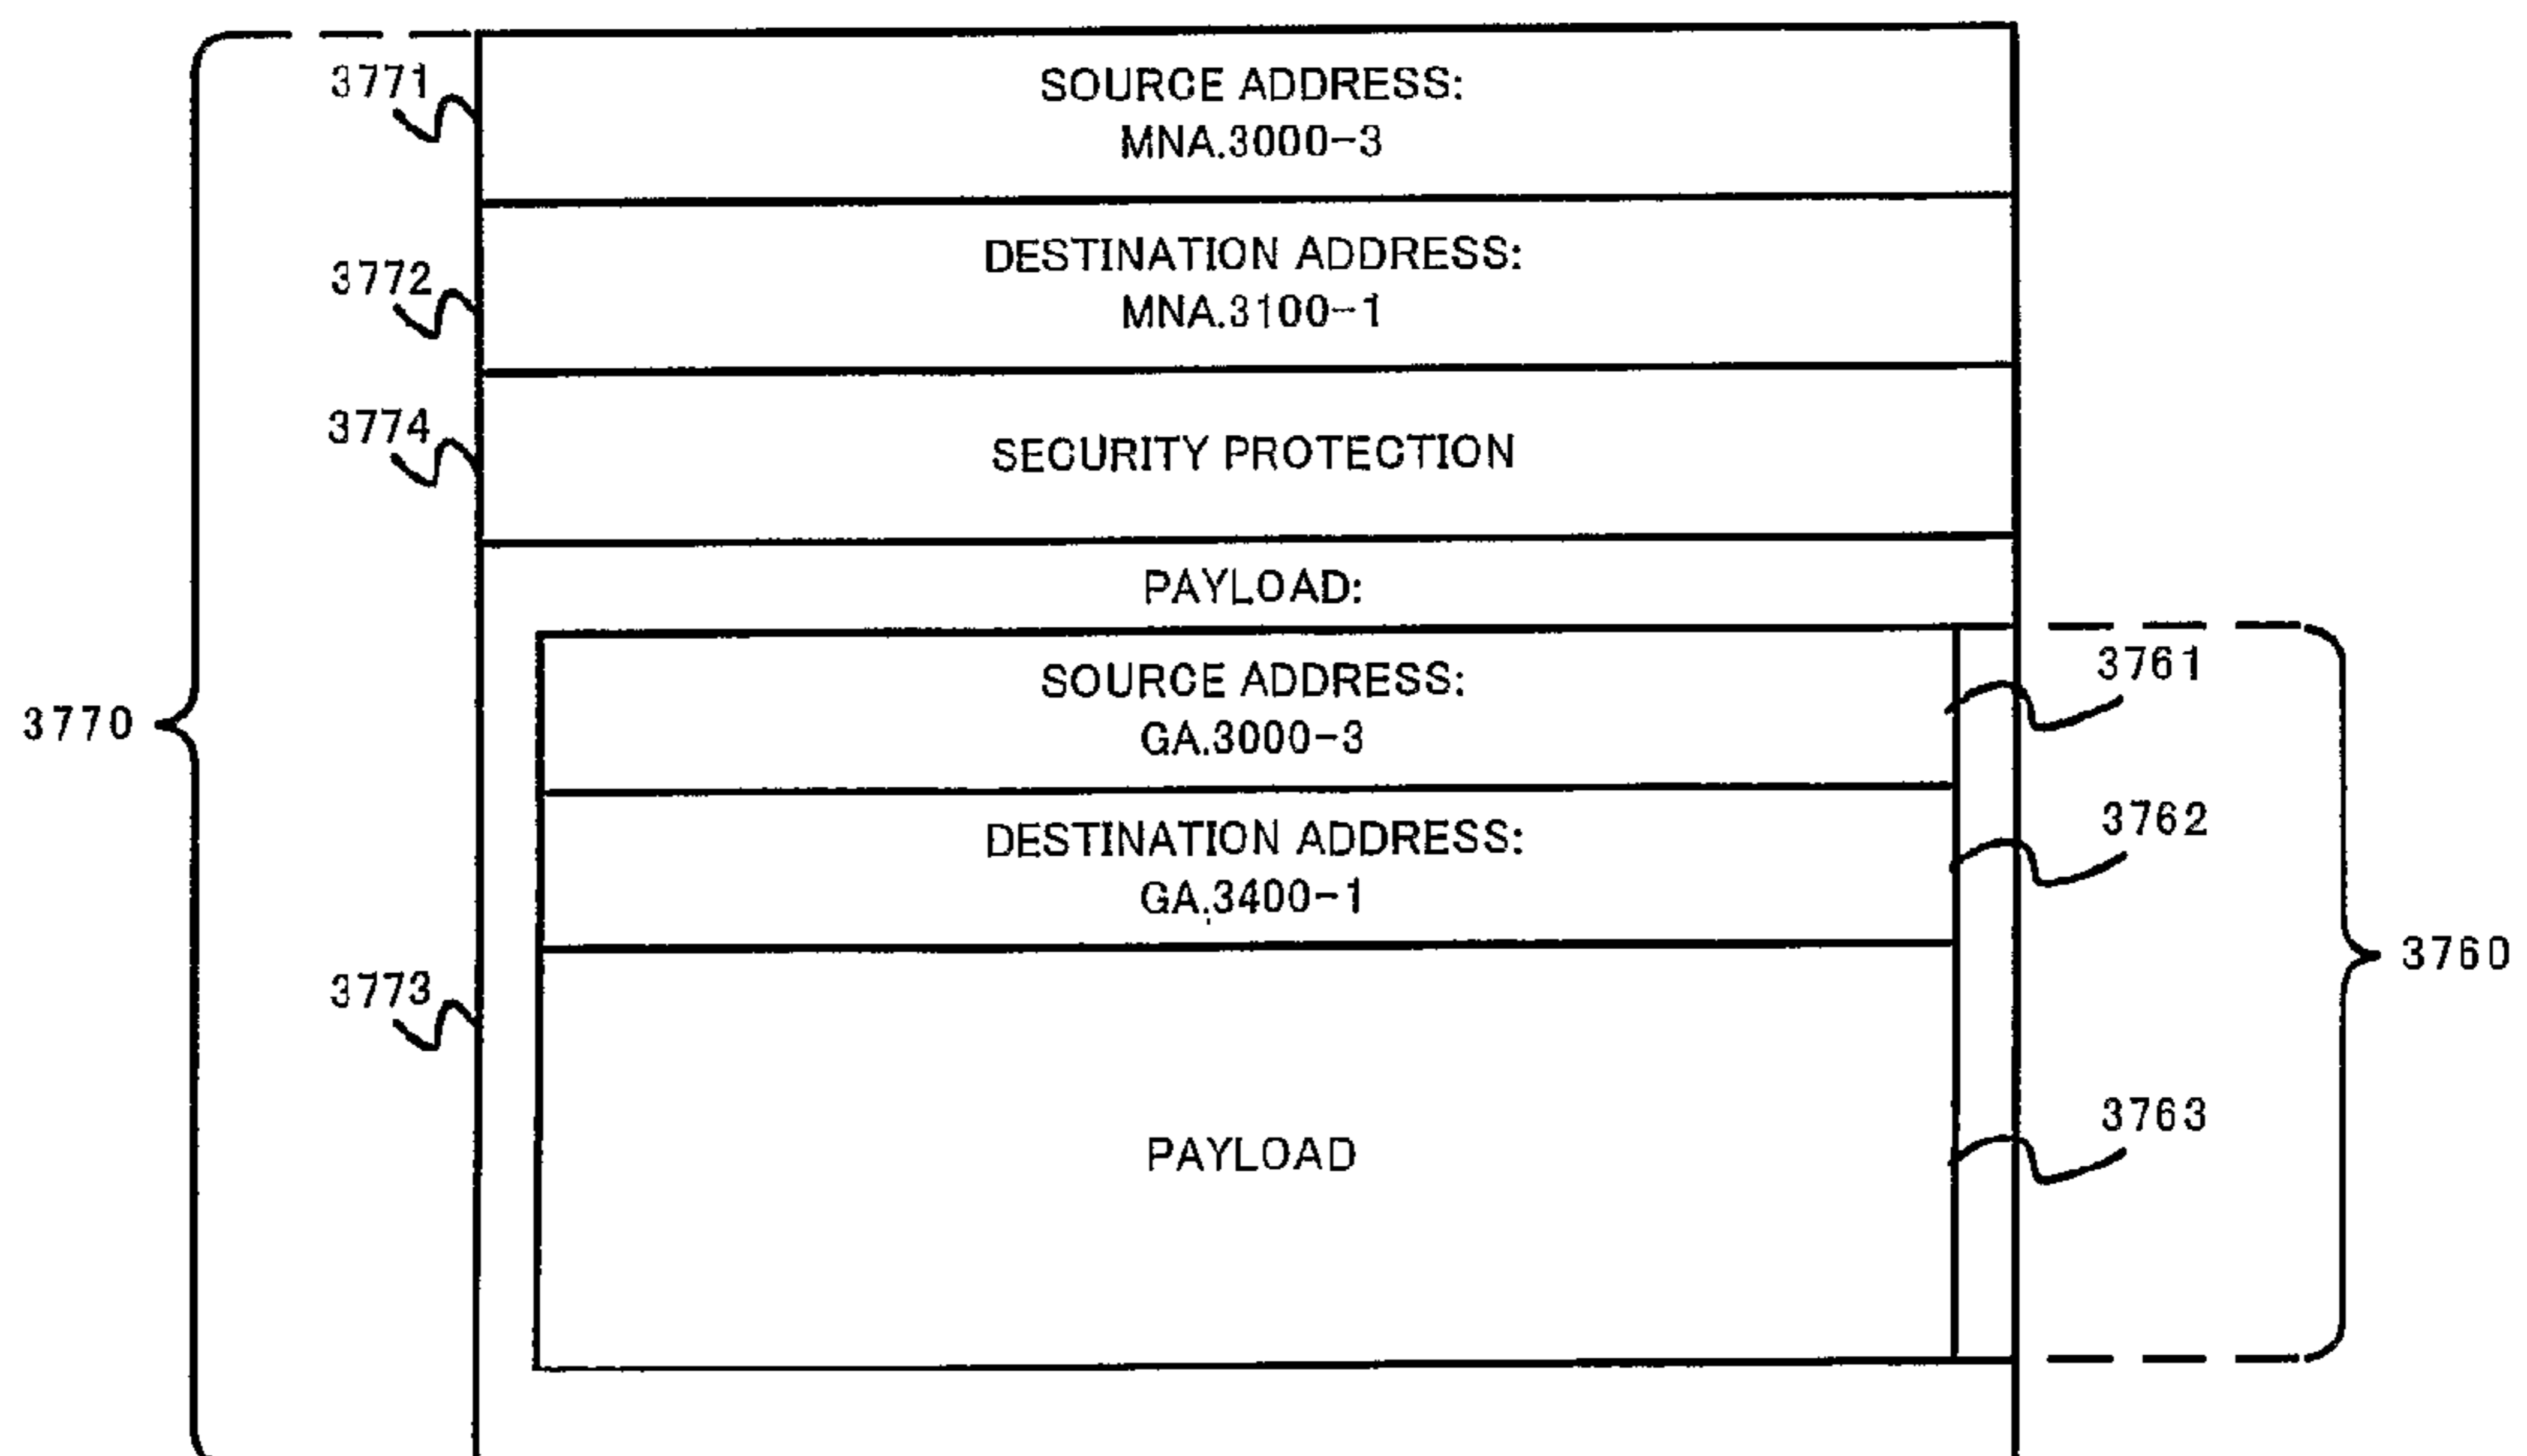 3771
SOURCE ADDRESS:
MNA.3000-3
3772
DESTINATION ADDRESS:
MNA.3100-1
3774
SECURITY PROTECTION
PAYLOAD:
3770
SOURCE ADDRESS:
GA.3000-3
3761
DESTINATION ADDRESS:
GA.3400-1
3762
3773
3760
PAYLOAD
3763